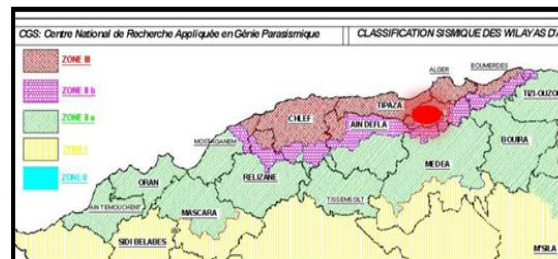 CGS: Centre National de Recherche Appliquée en Génie Parasismique
CLASSIFICATION SISMIQUE DES WILAYAS D'A
ZONE III
ZONE II b
ZONE II a
ZONE I
ZONE 0
ALGER
BOUMERDES
TIZI-OUZO
TIPAZA
CHLEF
AIN DEFLA
BOUIRA
MOSTAGANEM
MEDEA
RELIZANE
ORAN
TISSEMSILT
AIN TEMOUCHENT
MASCARA
SIDI BELABES
M'SILA